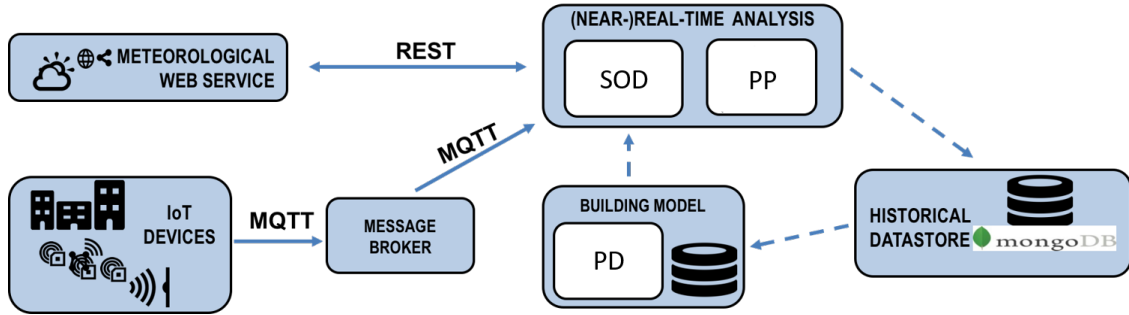 (NEAR-)REAL-TIME ANALYSIS
SOD
PP
METEOROLOGICAL
WEB SERVICE
REST
MQTT
IoT
DEVICES
MQTT
MESSAGE
BROKER
BUILDING MODEL
PD
HISTORICAL
DATASTORE
mongoDB